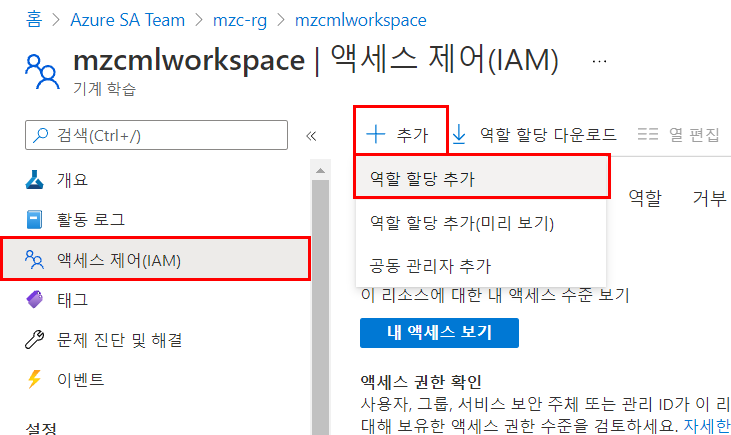 홈 > Azure SA Team > mzc-rg > mzcmlworkspace
mzcmlworkspace | 액세스 제어(IAM) ...
기계 학습
검색(Ctrl+/) «
+ 추가 역할 할당 다운로드 열 편집
역할 할당 추가
역할 할당 추가(미리 보기)
공동 관리자 추가
역할 거부
개요
활동 로그
액세스 제어(IAM)
태그
문제 진단 및 해결
이벤트
설정
이 리소스에 대한 내 액세스 수준 보기
내 액세스 보기
액세스 권한 확인
사용자, 그룹, 서비스 보안 주체 또는 관리 ID가 이 리
대해 보유한 액세스 권한 수준을 검토하세요. 자세한